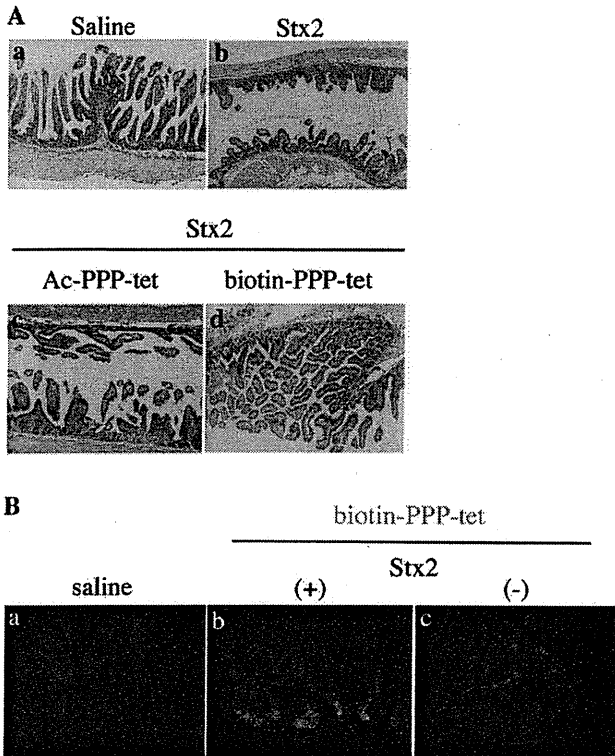 A
Saline
Stx2
a
b
Stx2
Ac-PPP-tet
biotin-PPP-tet
c
d
B
biotin-PPP-tet
Stx2
saline
(+)
(-)
a
b
c